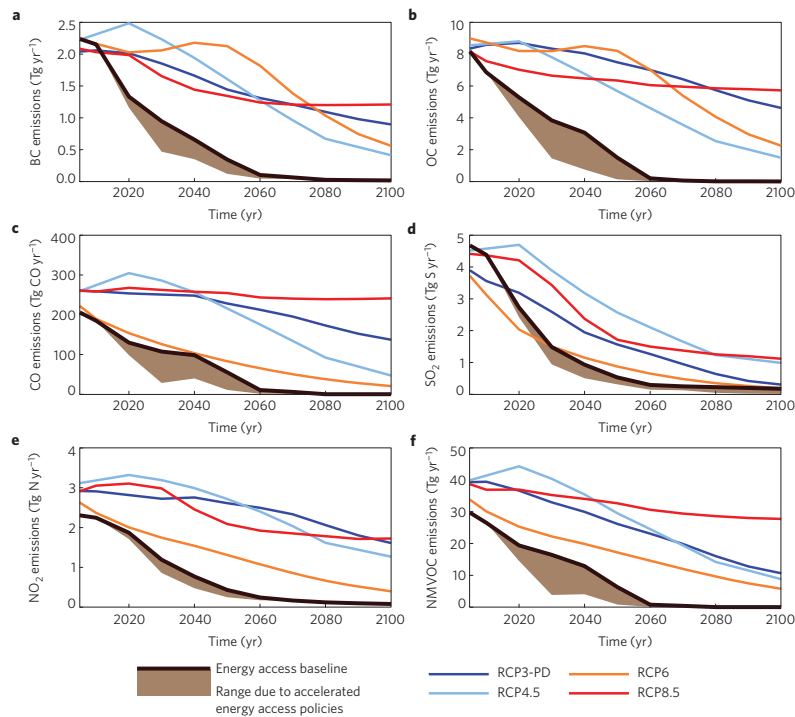 a
BC emissions (Tg yr⁻¹)
2.5
2.0
1.5
1.0
0.5
0.0
2020 2040 2060 2080 2100
Time (yr)
b
OC emissions (Tg yr⁻¹)
10
8
6
4
2
0
2020 2040 2060 2080 2100
Time (yr)
c
CO emissions (Tg CO yr⁻¹)
400
300
200
100
0
2020 2040 2060 2080 2100
Time (yr)
d
SO₂ emissions (Tg S yr⁻¹)
5
4
3
2
1
0
2020 2040 2060 2080 2100
Time (yr)
e
NO₂ emissions (Tg N yr⁻¹)
4
3
2
1
0
2020 2040 2060 2080 2100
Time (yr)
f
NMVOC emissions (Tg yr⁻¹)
50
40
30
20
10
0
2020 2040 2060 2080 2100
Time (yr)
Energy access baseline
Range due to accelerated
energy access policies
RCP3-PD RCP6
RCP4.5 RCP8.5